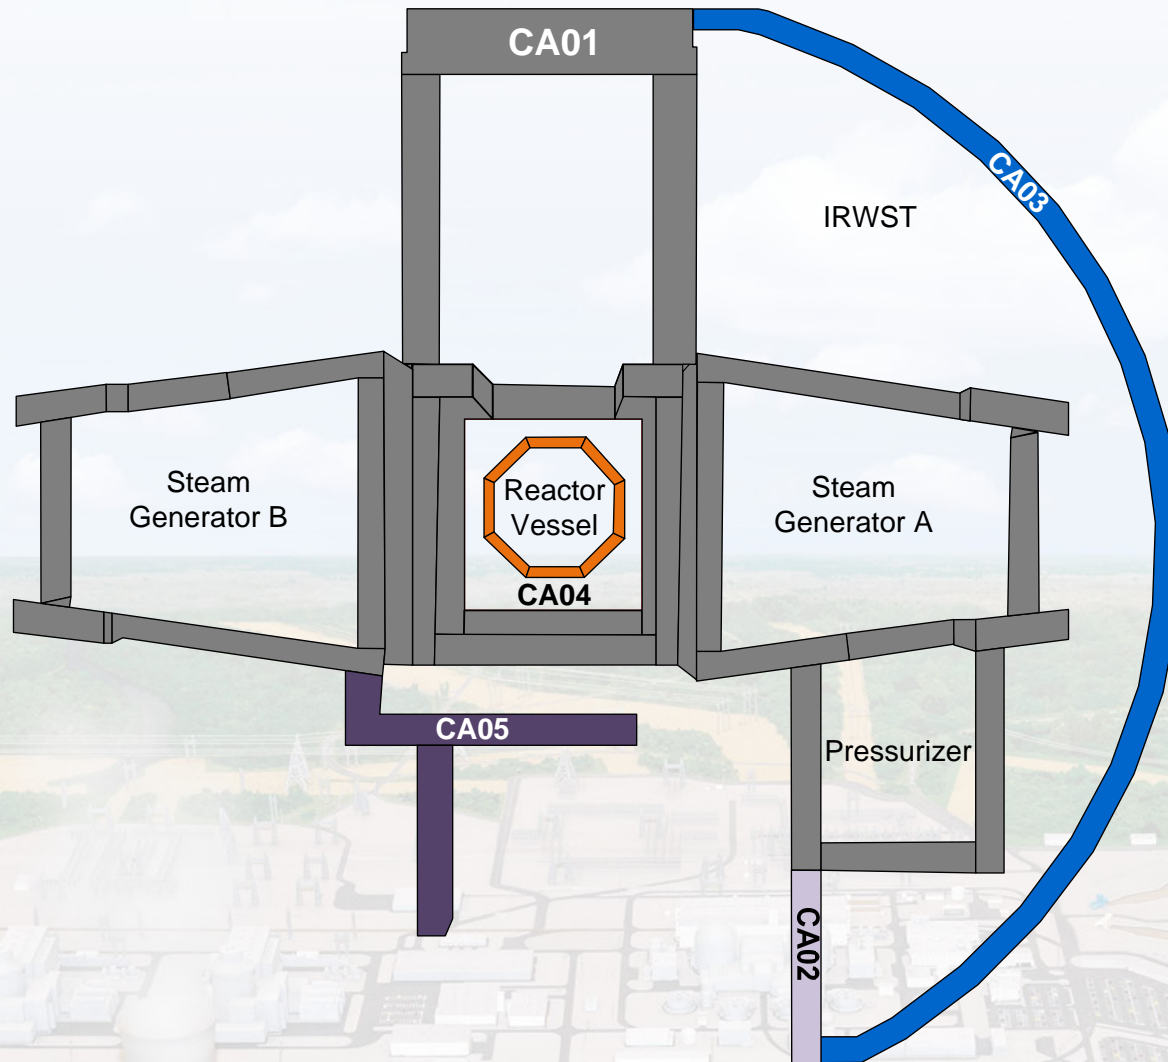 CA01
CA03
IRWST
Steam
Generator B
Reactor
Vessel
Steam
Generator A
CA04
CA05
Pressurizer
CA02